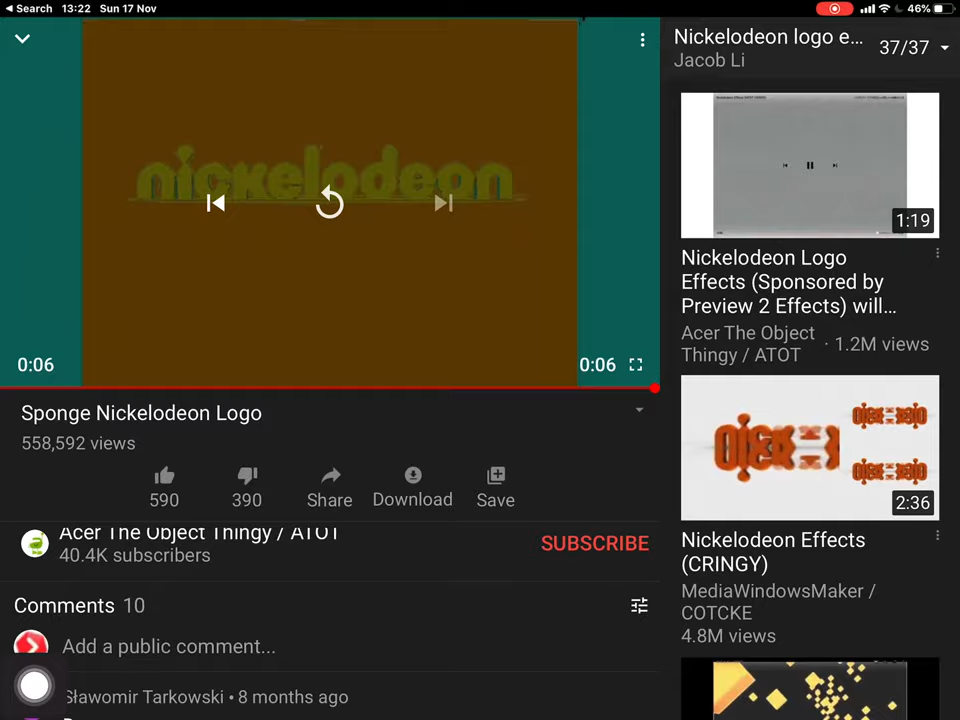 Search 13:22 Sun 17 Nov 46%
nickelodeon
0:06 0:06
Sponge Nickelodeon Logo
558,592 views
590 390 Share Download Save
Acer The Object Thingy / ATOT
40.4K subscribers
SUBSCRIBE
Comments 10
Add a public comment...
Sławomir Tarkowski • 8 months ago
Nickelodeon logo e... 37/37
Jacob Li
1:19
Nickelodeon Logo
Effects (Sponsored by
Preview 2 Effects) will...
Acer The Object
Thingy / ATOT · 1.2M views
2:36
Nickelodeon Effects
(CRINGY)
MediaWindowsMaker /
COTCKE
4.8M views